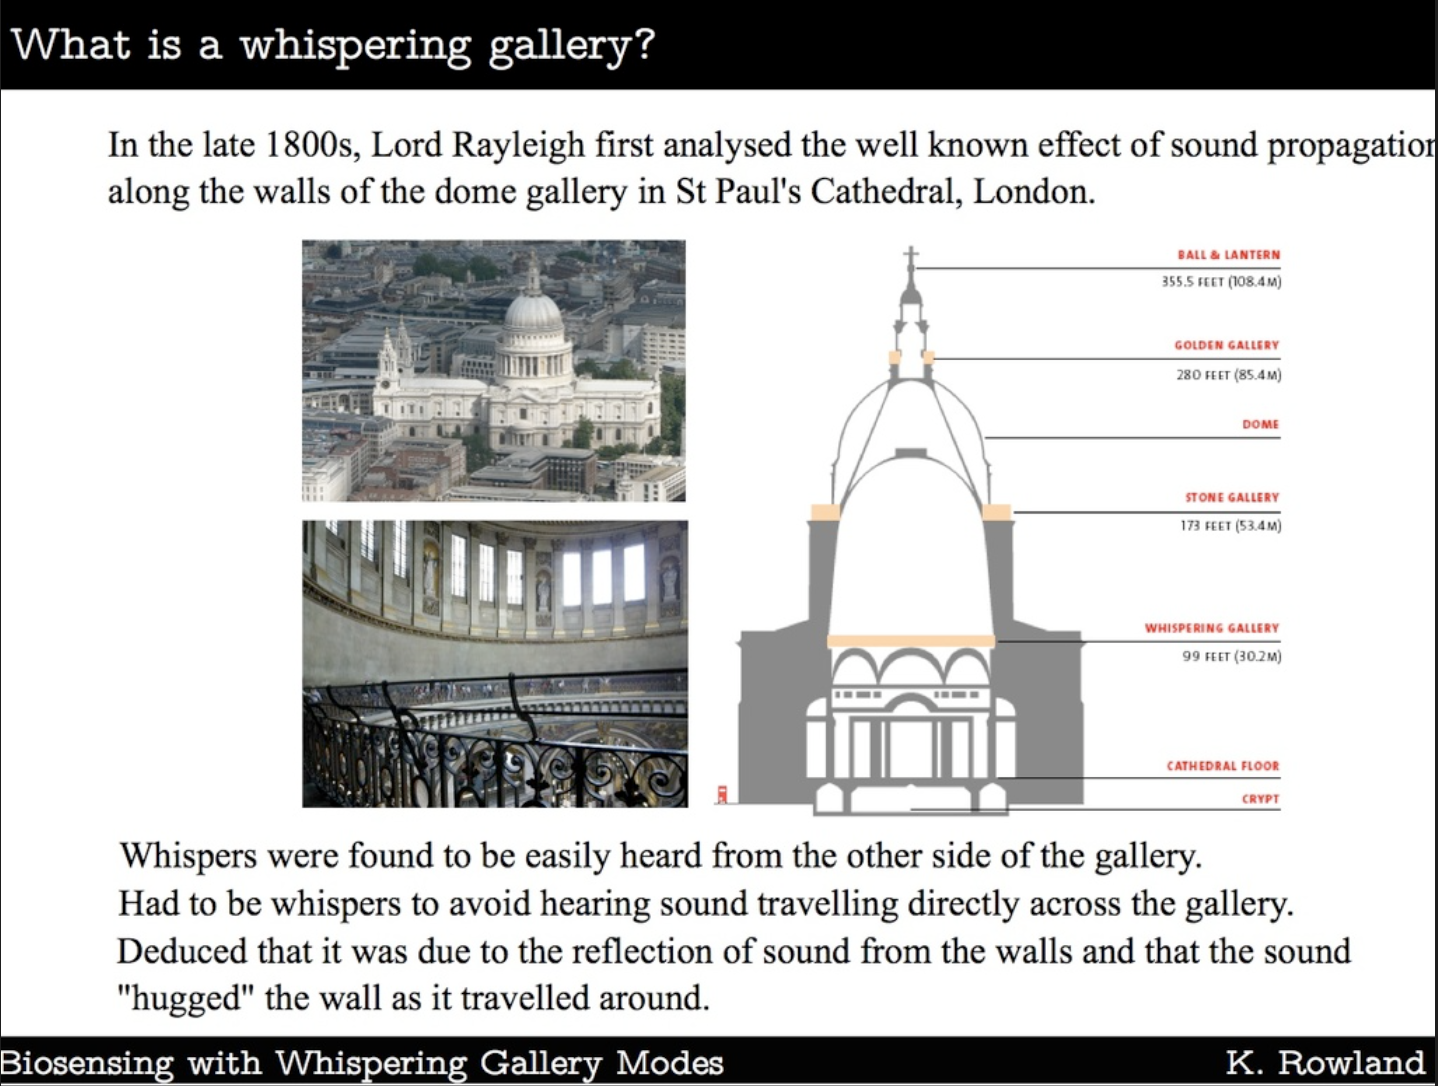 What is a whispering gallery?
In the late 1800s, Lord Rayleigh first analysed the well known effect of sound propagation
along the walls of the dome gallery in St Paul's Cathedral, London.
BALL & LANTERN
355.5 FEET (108.4M)
GOLDEN GALLERY
280 FEET (85.4M)
DOME
STONE GALLERY
173 FEET (53.4M)
WHISPERING GALLERY
99 FEET (30.2M)
CATHEDRAL FLOOR
CRYPT
Whispers were found to be easily heard from the other side of the gallery.
Had to be whispers to avoid hearing sound travelling directly across the gallery.
Deduced that it was due to the reflection of sound from the walls and that the sound
"hugged" the wall as it travelled around.
Biosensing with Whispering Gallery Modes
K. Rowland